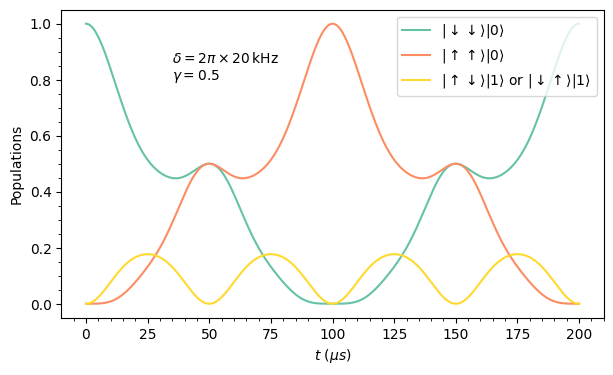 1.0
0.8
0.6
0.4
0.2
0.0
Populations
δ = 2π × 20 kHz
γ = 0.5
|↓↓⟩|0⟩
|↑↑⟩|0⟩
|↑↓⟩|1⟩ or |↓↑⟩|1⟩
0 25 50 75 100 125 150 175 200
t (μs)